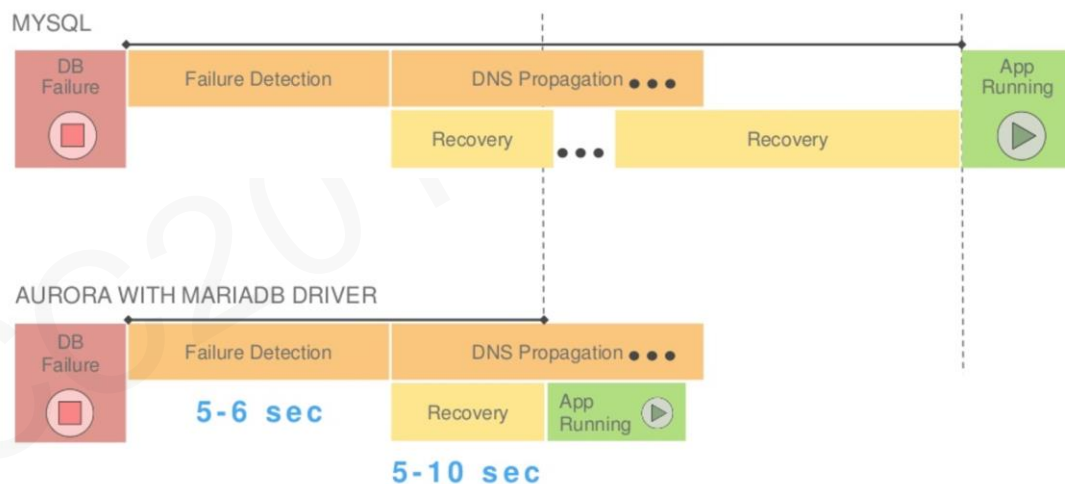 MYSQL
DB
Failure
Failure Detection
DNS Propagation ●●●
App
Running
Recovery
●●●
Recovery
AURORA WITH MARIADB DRIVER
DB
Failure
Failure Detection
DNS Propagation ●●●
5-6 sec
Recovery
App
Running
5-10 sec